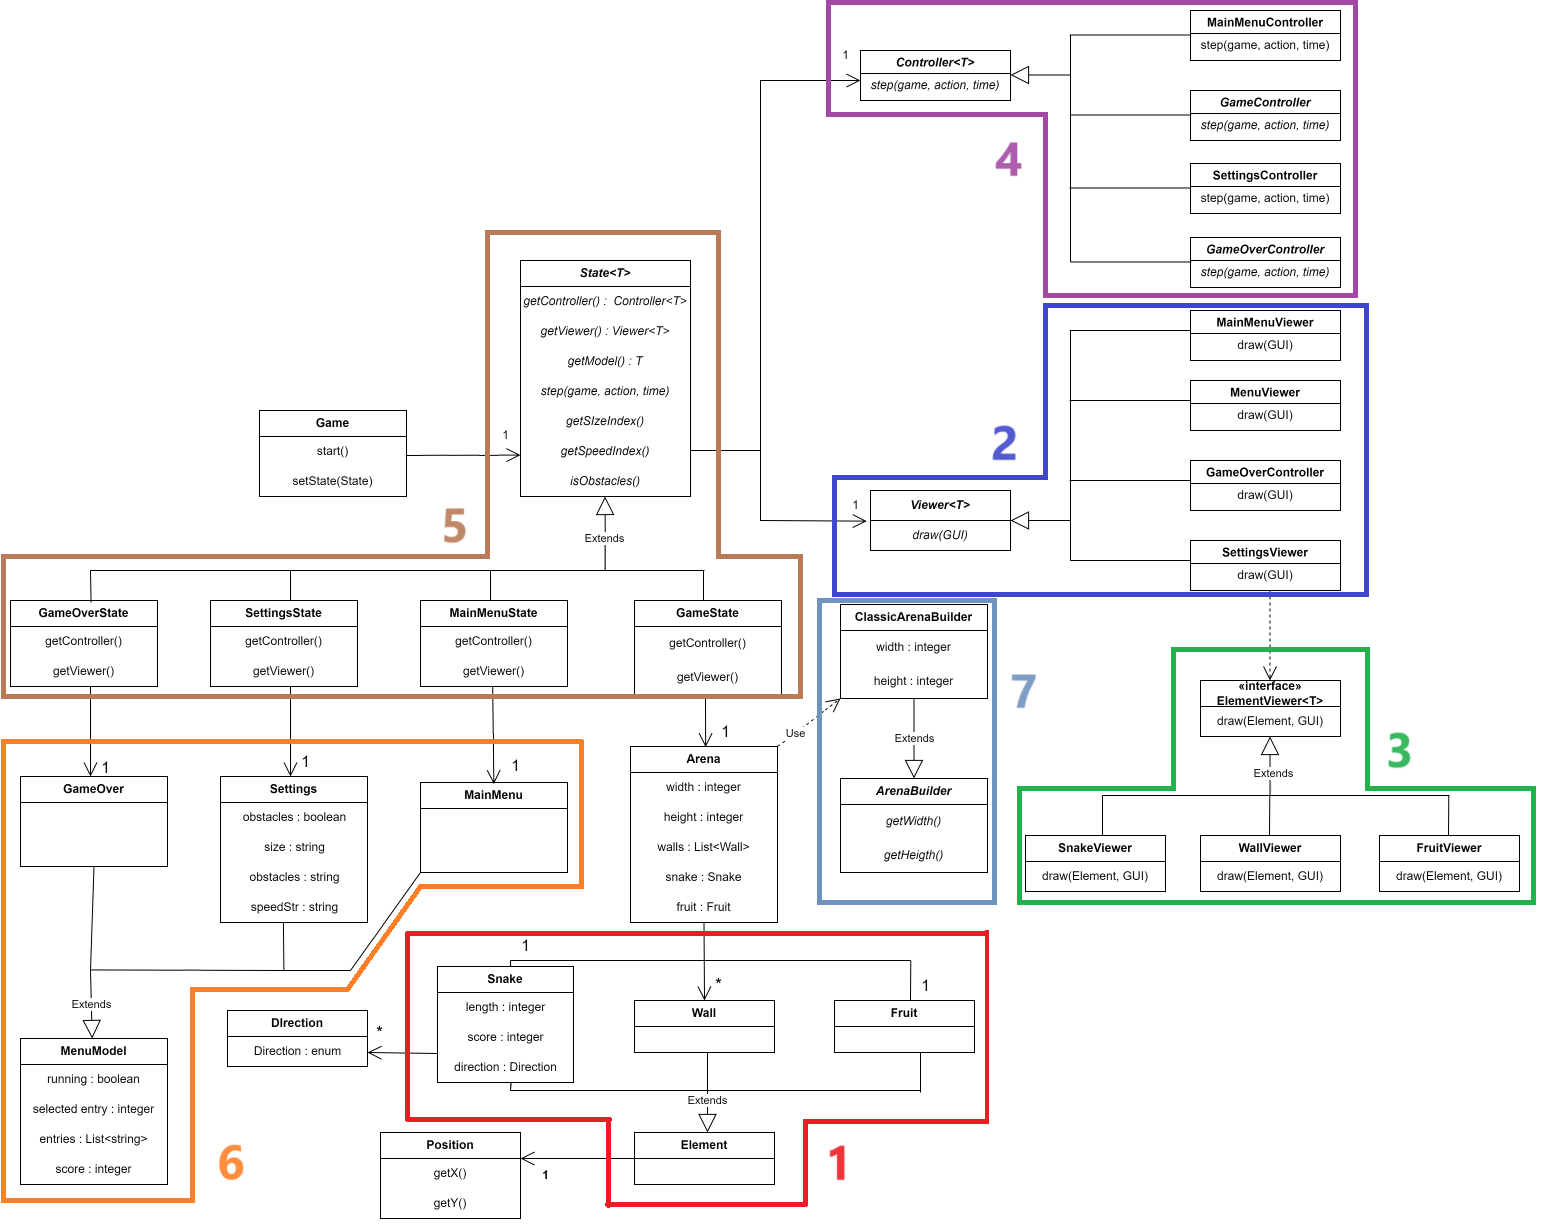 MainMenuController
step(game, action, time)
1
Controller<T>
step(game, action, time)
GameController
step(game, action, time)
4
SettingsController
step(game, action, time)
GameOverController
step(game, action, time)
State<T>
getController() :  Controller<T>
getViewer() : Viewer<T>
getModel() : T
step(game, action, time)
getSIzeIndex()
getSpeedIndex()
isObstacles()
Game
start()
setState(State)
1
5
Extends
MainMenuViewer
draw(GUI)
MenuViewer
draw(GUI)
2
GameOverController
draw(GUI)
1
Viewer<T>
draw(GUI)
SettingsViewer
draw(GUI)
GameOverState
getController()
getViewer()
SettingsState
getController()
getViewer()
MainMenuState
getController()
getViewer()
GameState
getController()
getViewer()
ClassicArenaBuilder
width : integer
height : integer
7
Use
Extends
ArenaBuilder
getWidth()
getHeigth()
«interface»
ElementViewer<T>
draw(Element, GUI)
3
Extends
SnakeViewer
draw(Element, GUI)
WallViewer
draw(Element, GUI)
FruitViewer
draw(Element, GUI)
1
GameOver
1
Settings
obstacles : boolean
size : string
obstacles : string
speedStr : string
1
MainMenu
1
Arena
width : integer
height : integer
walls : List<Wall>
snake : Snake
fruit : Fruit
Extends
MenuModel
running : boolean
selected entry : integer
entries : List<string>
score : integer
6
DIrection
Direction : enum
*
1
Snake
length : integer
score : integer
direction : Direction
*
Wall
1
Fruit
Extends
Element
1
Position
getX()
getY()
1